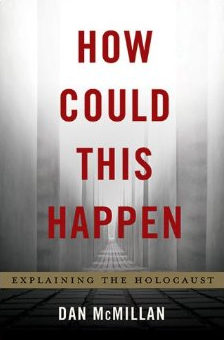 HOW
COULD
THIS
HAPPEN
EXPLAINING THE HOLOCAUST
DAN McMILLAN